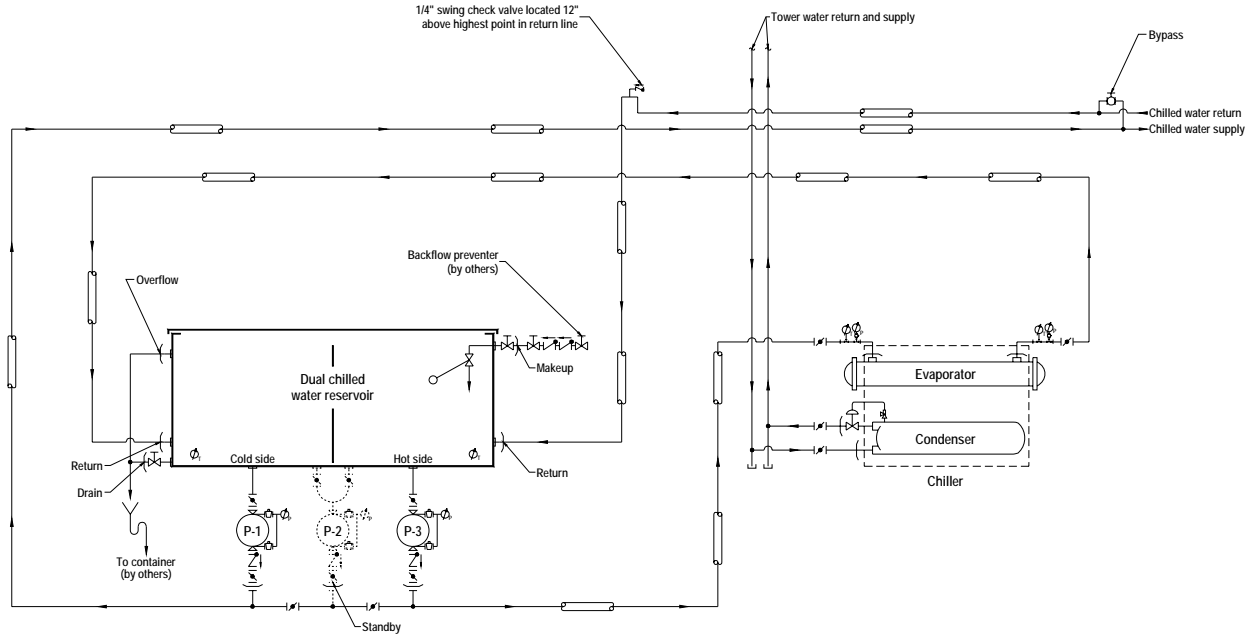 1/4" swing check valve located 12"
above highest point in return line
Tower water return and supply
Bypass
Chilled water return
Chilled water supply
Backflow preventer
(by others)
Overflow
Makeup
Dual chilled
water reservoir
Evaporator
Condenser
Chiller
Return
Cold side
Hot side
Return
Drain
P-1
P-2
P-3
To container
(by others)
Standby